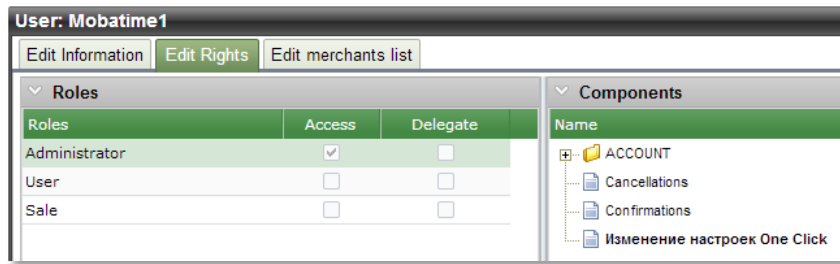 User: Mobatime1
Edit Information Edit Rights Edit merchants list
Roles
Roles Access Delegate
Administrator
User
Sale
Components
Name
ACCOUNT
Cancellations
Confirmations
Изменение настроек One Click